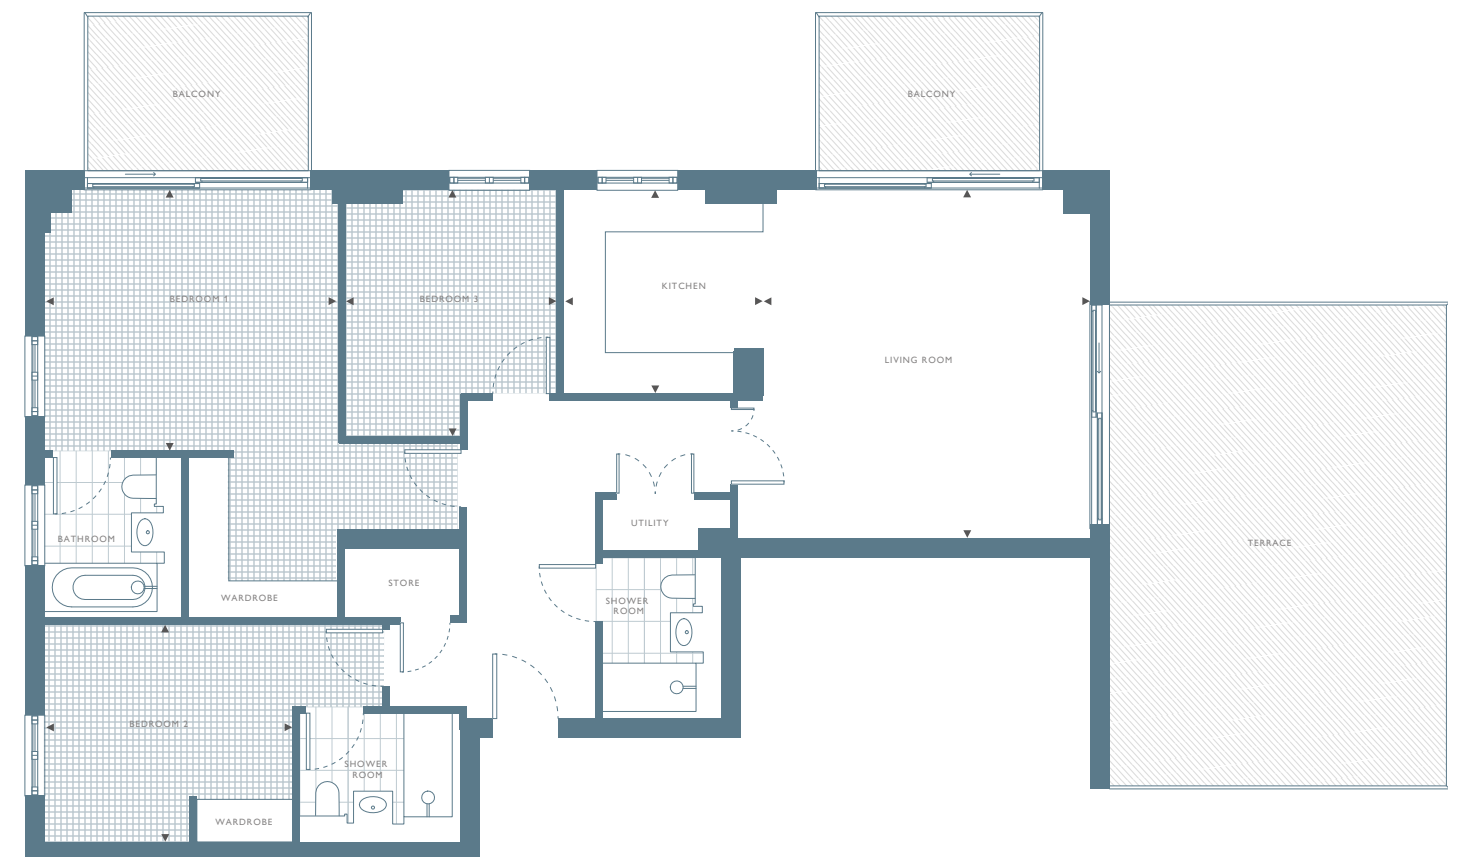 BALCONY
BALCONY
BEDROOM 1
BEDROOM 3
KITCHEN
LIVING ROOM
UTILITY
BATHROOM
TERRACE
STORE
WARDROBE
SHOWER
ROOM
BEDROOM 2
SHOWER
ROOM
WARDROBE